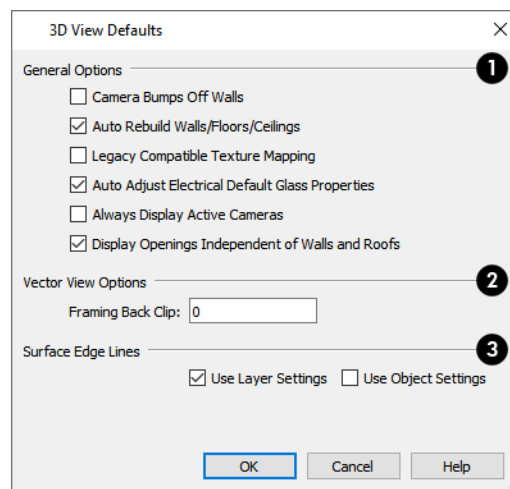 3D View Defaults
General Options 1
Camera Bumps Off Walls
Auto Rebuild Walls/Floors/Ceilings
Legacy Compatible Texture Mapping
Auto Adjust Electrical Default Glass Properties
Always Display Active Cameras
Display Openings Independent of Walls and Roofs
Vector View Options 2
Framing Back Clip: 0
Surface Edge Lines 3
Use Layer Settings Use Object Settings
OK Cancel Help